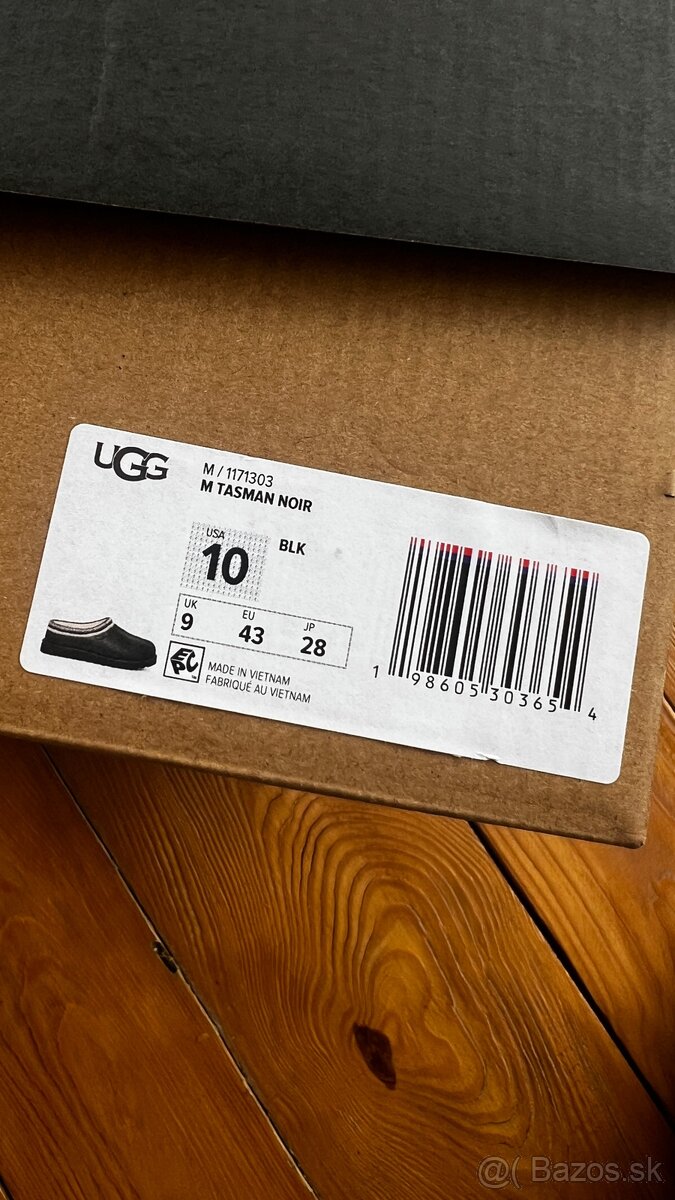 UGG
M / 1171303
M TASMAN NOIR
USA
10
BLK
UK
9
EU
43
JP
28
EPC
MADE IN VIETNAM
FABRIQUÉ AU VIETNAM
1 98605 30365 4
@( Bazos.sk